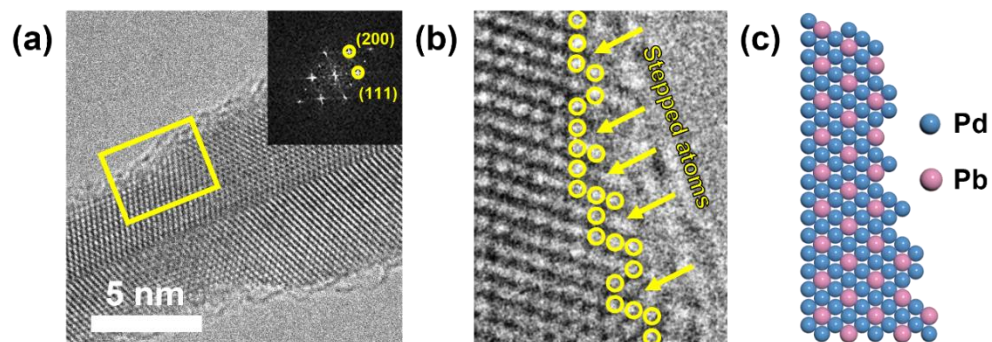 (a)
(200)
(111)
5 nm
(b)
Stepped atoms
(c)
Pd
Pb